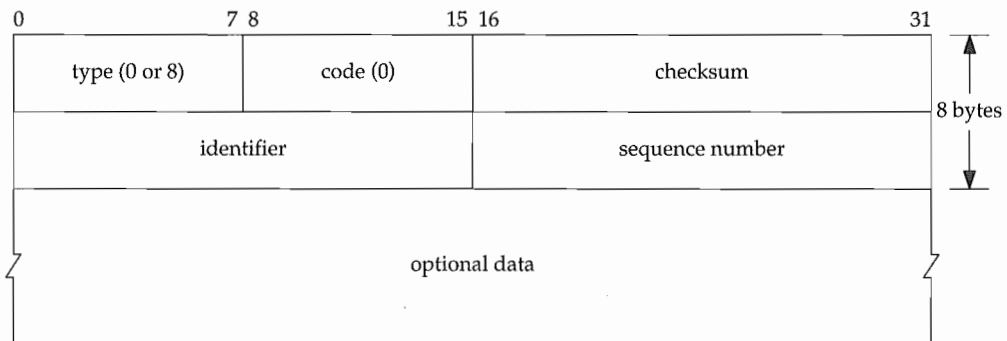 0 7 8 15 16 31
type (0 or 8) code (0) checksum
8 bytes
identifier sequence number
optional data